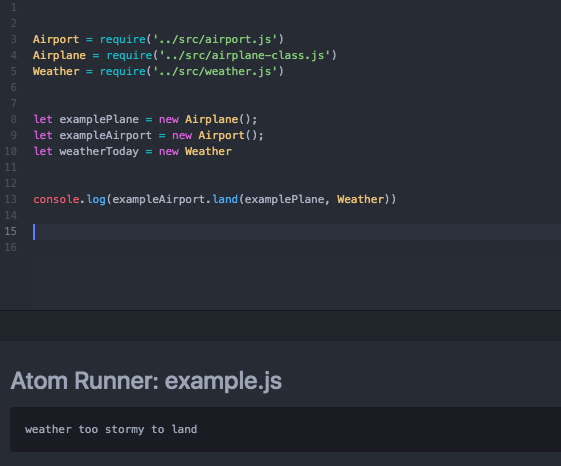 1
2
3 Airport = require('../src/airport.js')
4 Airplane = require('../src/airplane-class.js')
5 Weather = require('../src/weather.js')
6
7
8 let examplePlane = new Airplane();
9 let exampleAirport = new Airport();
10 let weatherToday = new Weather
11
12
13 console.log(exampleAirport.land(examplePlane, Weather))
14
15
16
Atom Runner: example.js
weather too stormy to land